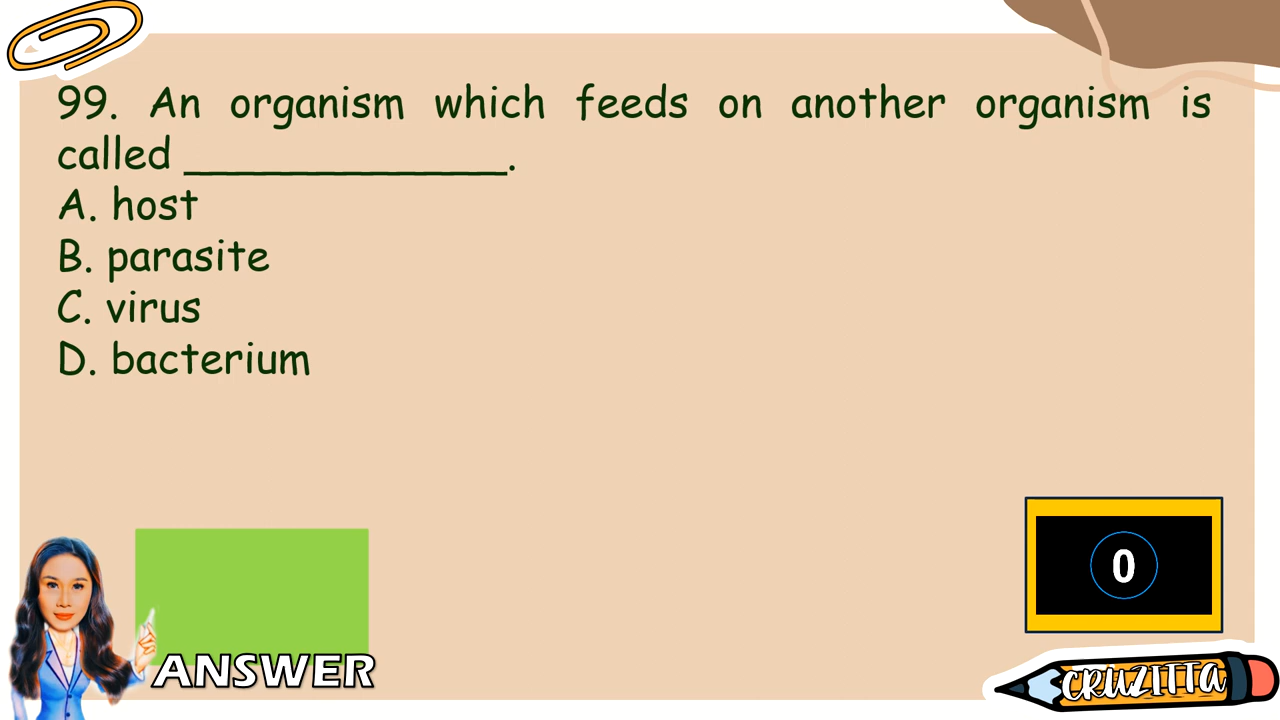 99. An organism which feeds on another organism is
called ______________.
A. host
B. parasite
C. virus
D. bacterium
0
ANSWER
CRUZITTA